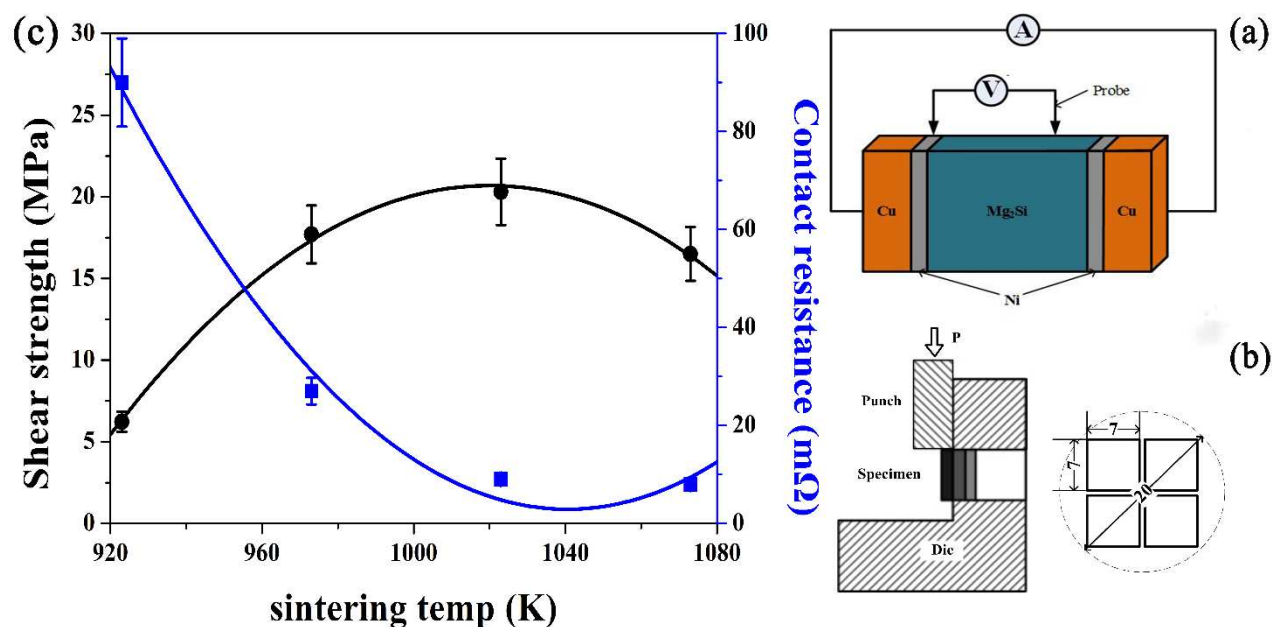 (c)
30
25
20
15
10
5
0
Shear strength (MPa)
920
960
1000
1040
1080
sintering temp (K)
100
80
60
40
20
0
Contact resistance (mΩ)
(a)
A
V
Probe
Cu
Mg₂Si
Cu
Ni
(b)
P
Punch
Specimen
Die
7
7
20